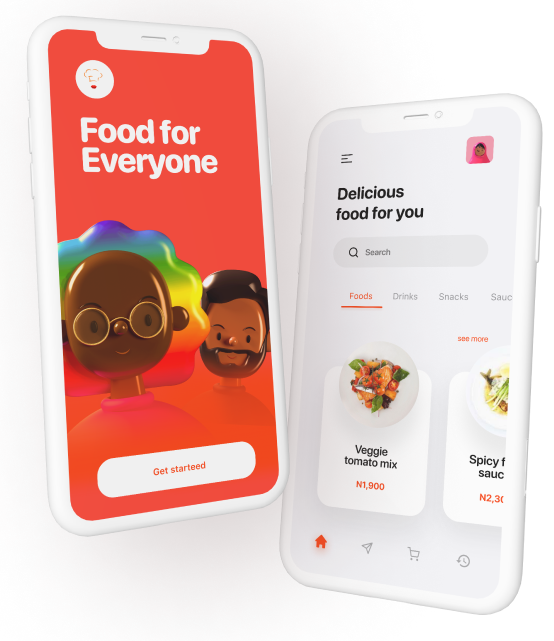 Food for
Everyone
Get starteed
Delicious
food for you
Search
Foods Drinks Snacks Sauc
see more
Veggie
tomato mix
N1,900
Spicy f
sauc
N2,30